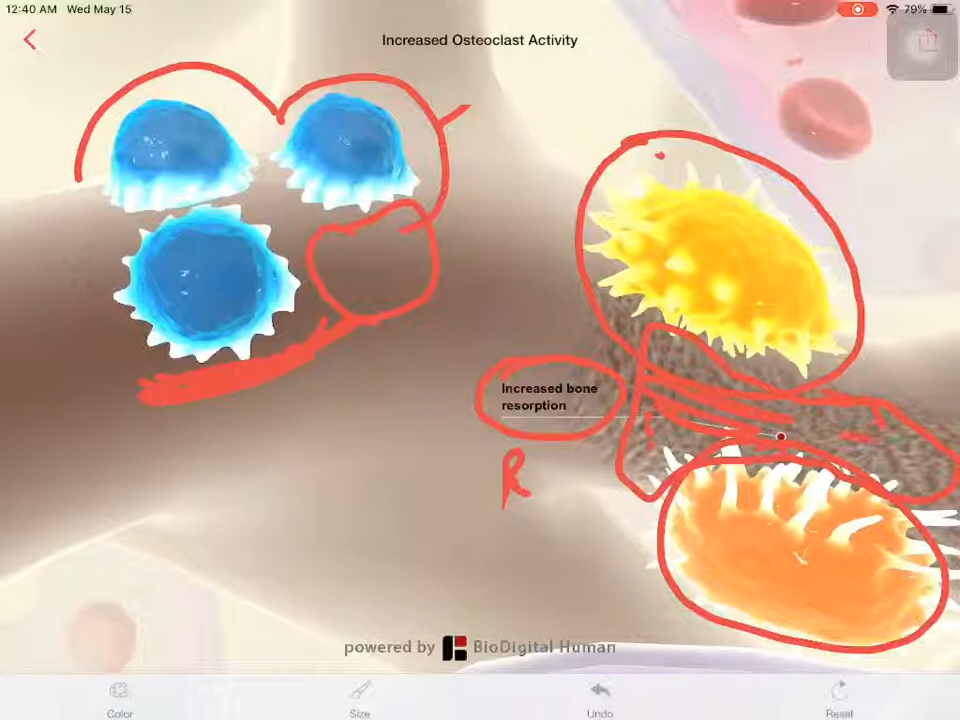 12:40 AM Wed May 15
79%
Increased Osteoclast Activity
Increased bone
resorption
R
powered by BioDigital Human
Color Size Undo Reset